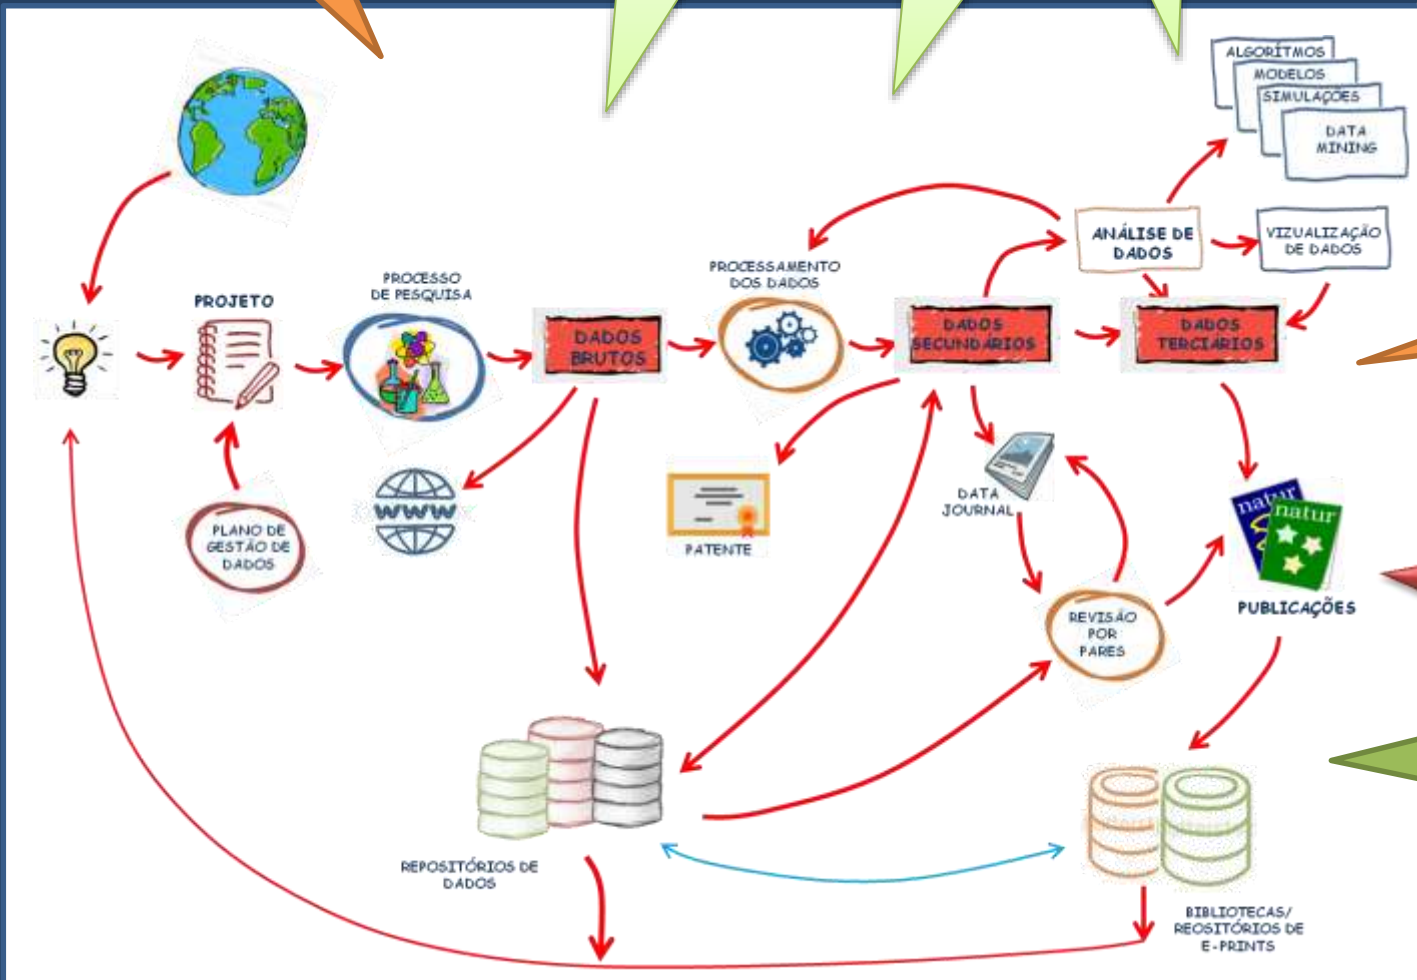 ALGORÍTMOS
MODELOS
SIMULAÇÕES
DATA
MINING
ANÁLISE DE
DADOS
VIZUALIZAÇÃO
DE DADOS
PROCESSO
DE PESQUISA
PROJETO
PROCESSAMENTO
DOS DADOS
DADOS
BRUTOS
DADOS
SECUNDÁRIOS
DADOS
TERCIÁRIOS
PLANO DE
GESTÃO DE
DADOS
WWW
PATENTE
DATA
JOURNAL
natur
natur
PUBLICAÇÕES
REVISÃO
POR
PARES
REPOSITÓRIOS DE
DADOS
BIBLIOTECAS/
REOSITÓRIOS DE
E-PRINTS